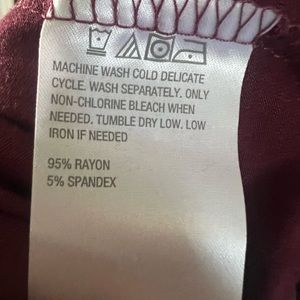 MACHINE WASH COLD DELICATE
CYCLE. WASH SEPARATELY. ONLY
NON-CHLORINE BLEACH WHEN
NEEDED. TUMBLE DRY LOW. LOW
IRON IF NEEDED
95% RAYON
5% SPANDEX